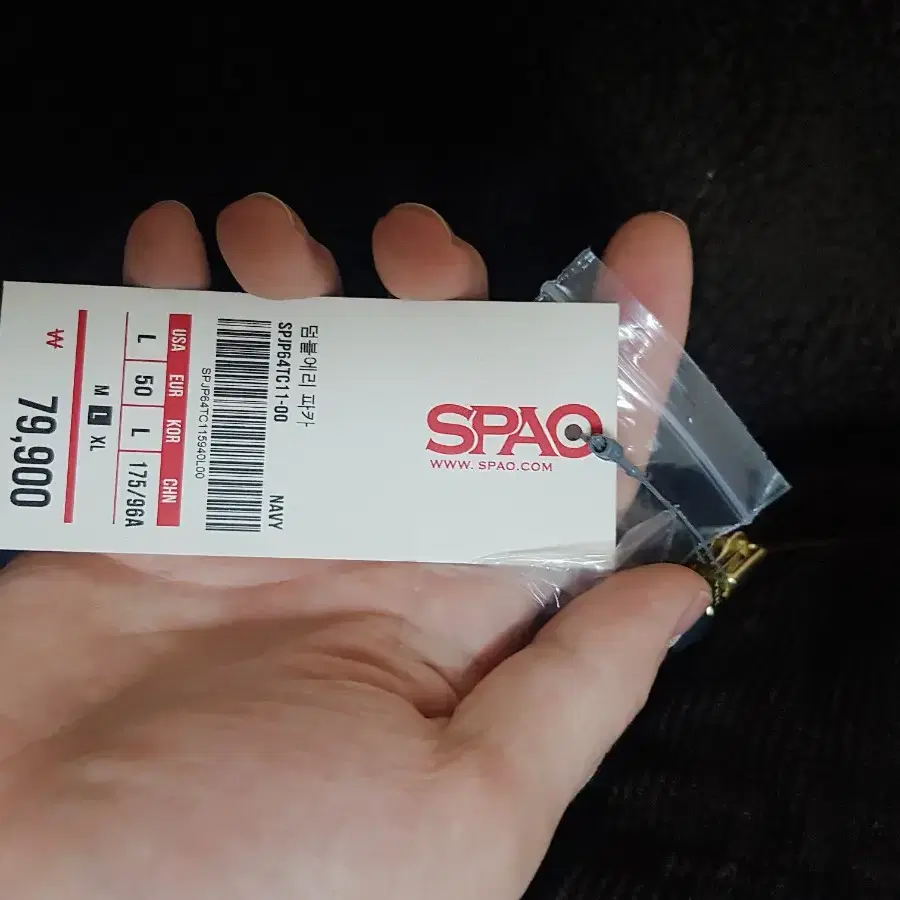 SPAO
WWW.SPAO.COM
덤블에리 파카
SPJP64TC11-00 NAVY
SPJP64TC115940L00
USA EUR KOR CHN
L 50 L 175/96A
M L XL
₩ 79,900